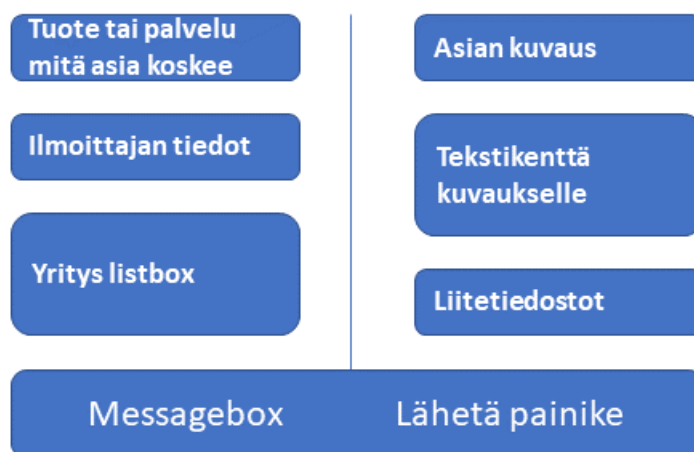 Tuote tai palvelu
mitä asia koskee
Ilmoittajan tiedot
Yritys listbox
Asian kuvaus
Tekstikenttä
kuvaukselle
Liitetiedostot
Messagebox
Lähetä painike